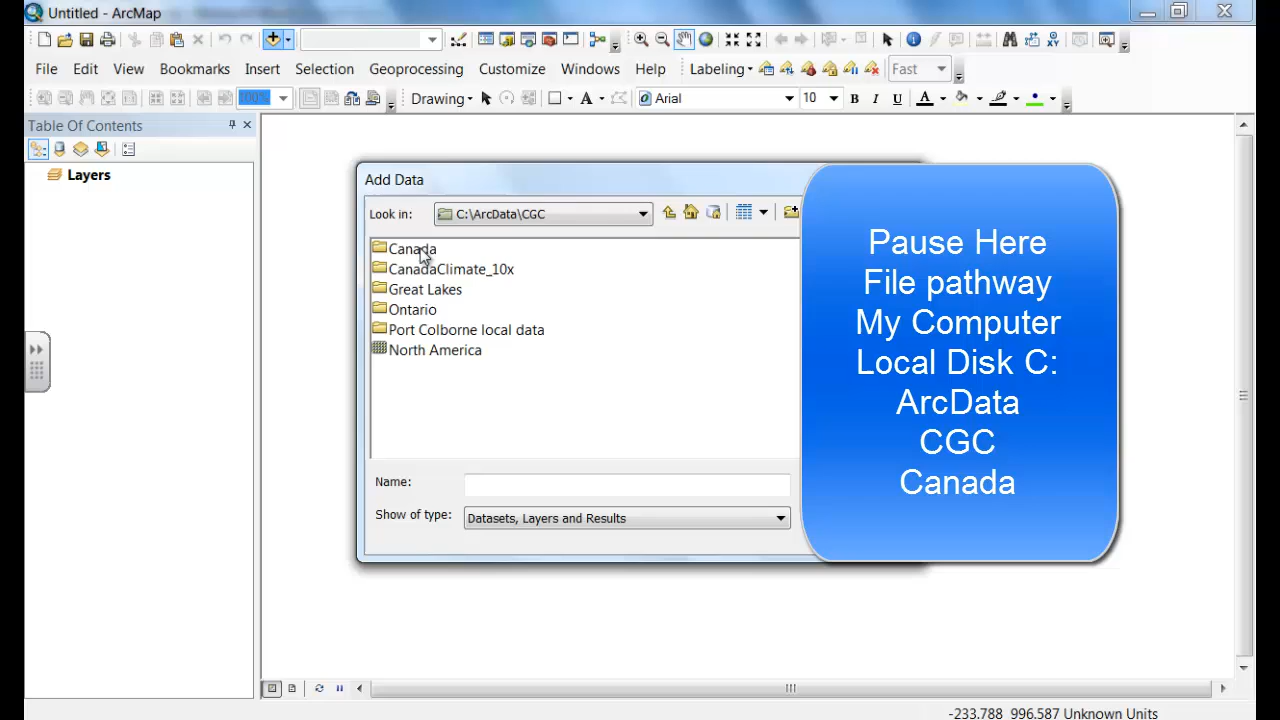 Untitled - ArcMap
File Edit View Bookmarks Insert Selection Geoprocessing Customize Windows Help Labeling Fast
100% Drawing A Arial 10 B I U A
Table Of Contents
Layers
Add Data
Look in: C:\ArcData\CGC
Canada
CanadaClimate_10x
Great Lakes
Ontario
Port Colborne local data
North America
Name:
Show of type: Datasets, Layers and Results
Pause Here
File pathway
My Computer
Local Disk C:
ArcData
CGC
Canada
-233.788 996.587 Unknown Units